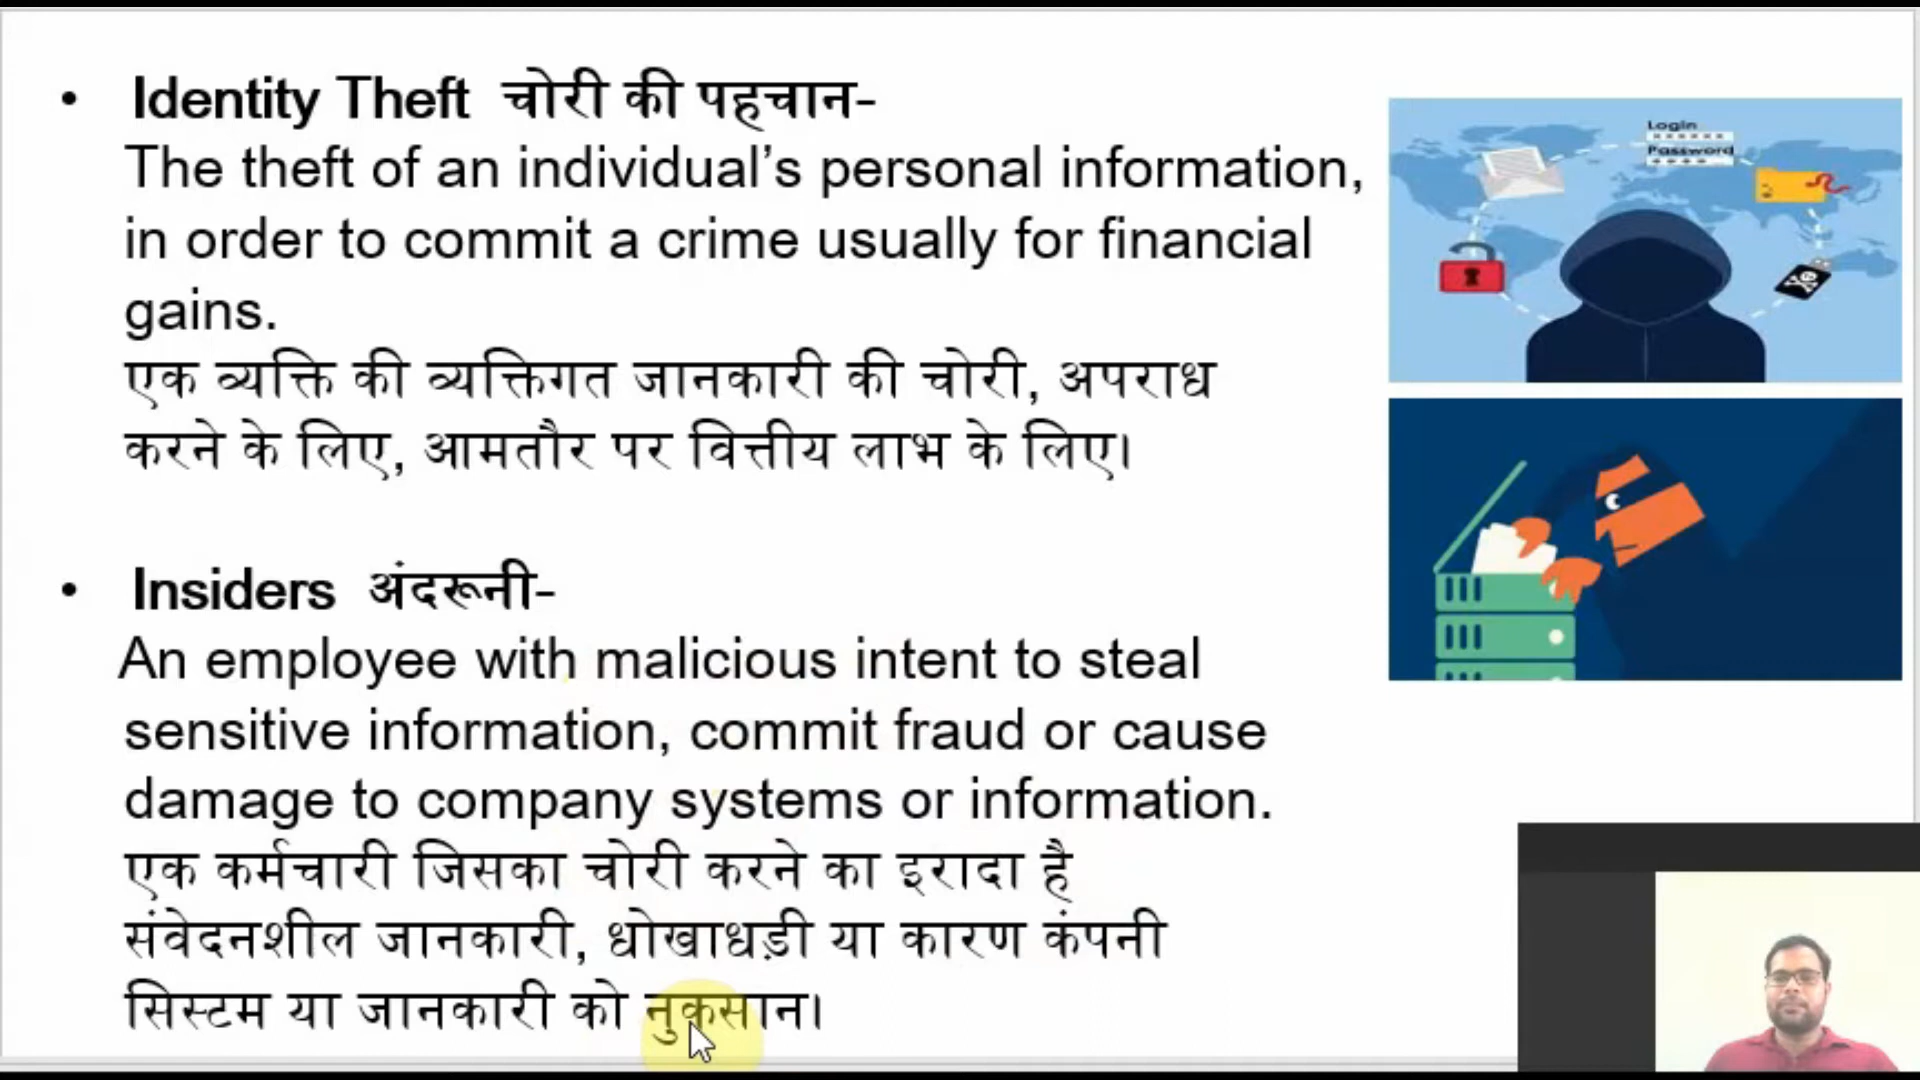 • Identity Theft चोरी की पहचान-
The theft of an individual’s personal information,
in order to commit a crime usually for financial
gains.
एक व्यक्ति की व्यक्तिगत जानकारी की चोरी, अपराध
करने के लिए, आमतौर पर वित्तीय लाभ के लिए।
• Insiders अंदरूनी-
An employee with malicious intent to steal
sensitive information, commit fraud or cause
damage to company systems or information.
एक कर्मचारी जिसका चोरी करने का इरादा है
संवेदनशील जानकारी, धोखाधड़ी या कारण कंपनी
सिस्टम या जानकारी को नुकसान।
Login
Password